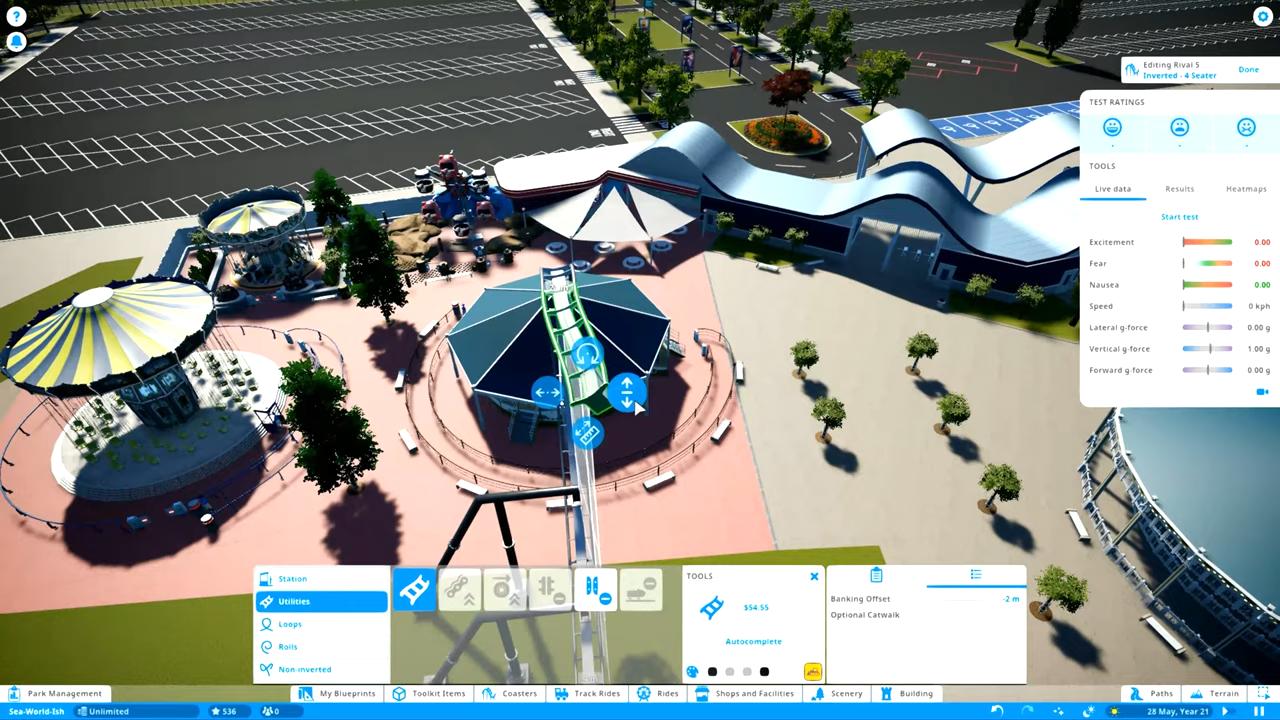 ?
Editing Rival 5
Inverted - 4 Seater
Done
TEST RATINGS
- - -
TOOLS
Live data Results Heatmaps
Start test
Excitement 0.00
Fear 0.00
Nausea 0.00
Speed 0 kph
Lateral g-force 0.00 g
Vertical g-force 1.00 g
Forward g-force 0.00 g
Station
Utilities
Loops
Rolls
Non-inverted
TOOLS
$54.55
Autocomplete
Banking Offset -2 m
Optional Catwalk
Park Management My Blueprints Toolkit Items Coasters Track Rides Rides Shops and Facilities Scenery Building Paths Terrain
Sea-World-Ish Unlimited 536 0 28 May, Year 21